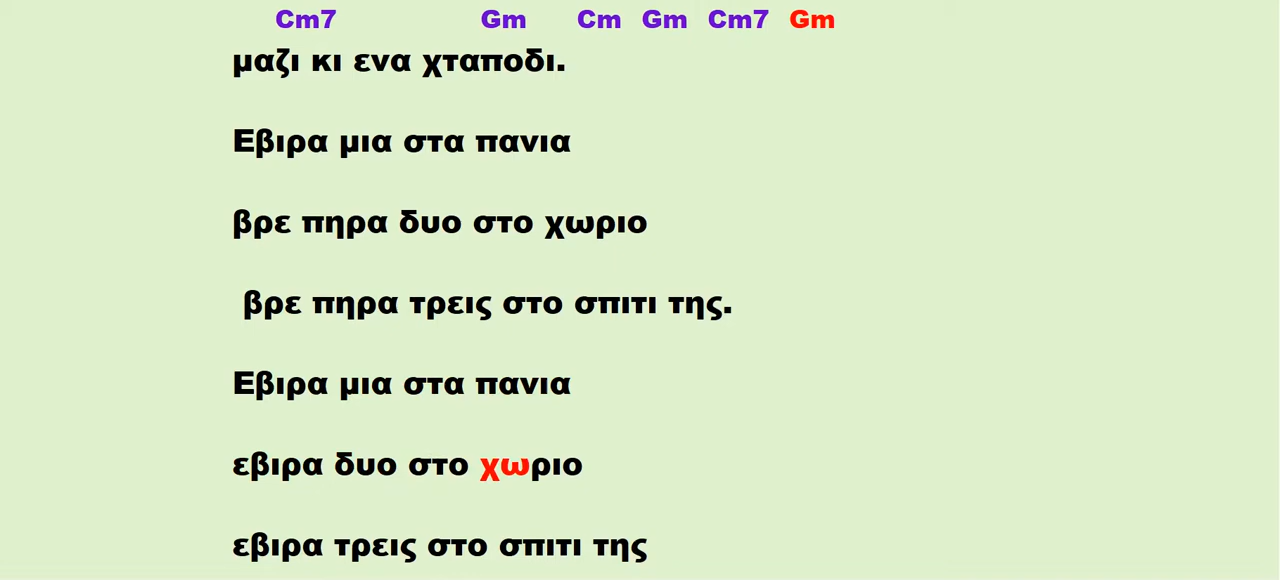 Cm7 Gm Cm Gm Cm7 Gm
μαζι κι ενα χταποδι.
Εβιρα μια στα πανια
βρε πηρα δυο στο χωριο
βρε πηρα τρεις στο σπιτι της.
Εβιρα μια στα πανια
εβιρα δυο στο χωριο
εβιρα τρεις στο σπιτι της